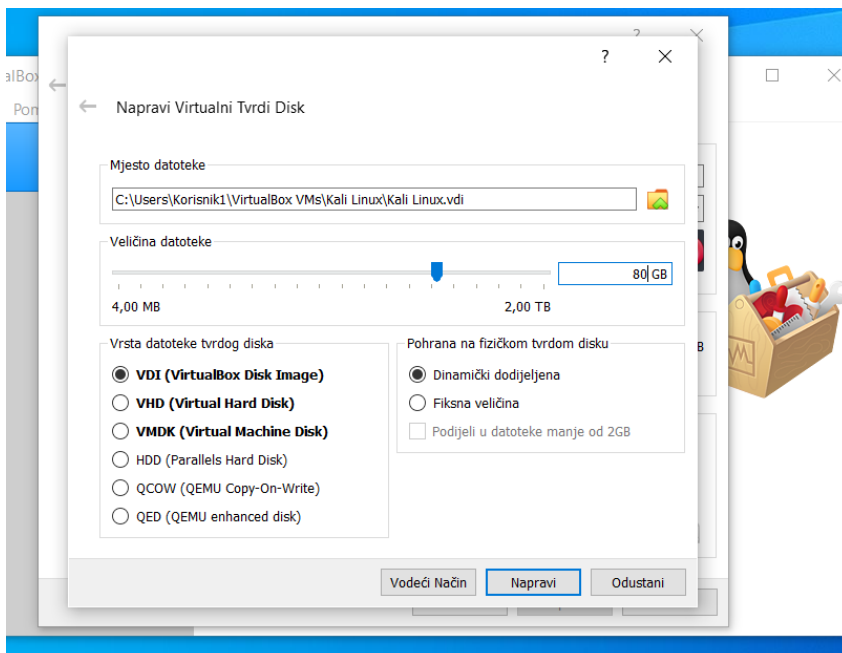 ?
alBox
Pom
?
Napravi Virtualni Tvrdi Disk
Mjesto datoteke
C:\Users\Korisnik1\VirtualBox VMs\Kali Linux\Kali Linux.vdi
Veličina datoteke
80 GB
4,00 MB 2,00 TB
Vrsta datoteke tvrdog diska
VDI (VirtualBox Disk Image)
VHD (Virtual Hard Disk)
VMDK (Virtual Machine Disk)
HDD (Parallels Hard Disk)
QCOW (QEMU Copy-On-Write)
QED (QEMU enhanced disk)
Pohrana na fizičkom tvrdom disku
Dinamički dodijeljena
Fiksna veličina
Podijeli u datoteke manje od 2GB
B
Vodeći Način Napravi Odustani